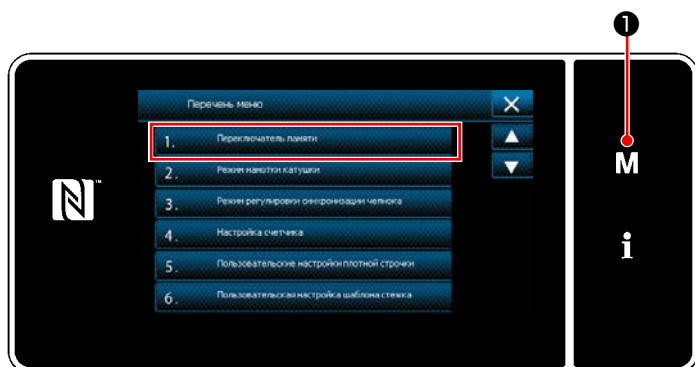 ❶
Перечень меню
1. Переключатель памяти
2. Режим намотки катушки
3. Режим регулировки синхронизации челнока
4. Настройка счетчика
5. Пользовательские настройки плотной строчки
6. Пользовательская настройка шаблона стежка
M
i